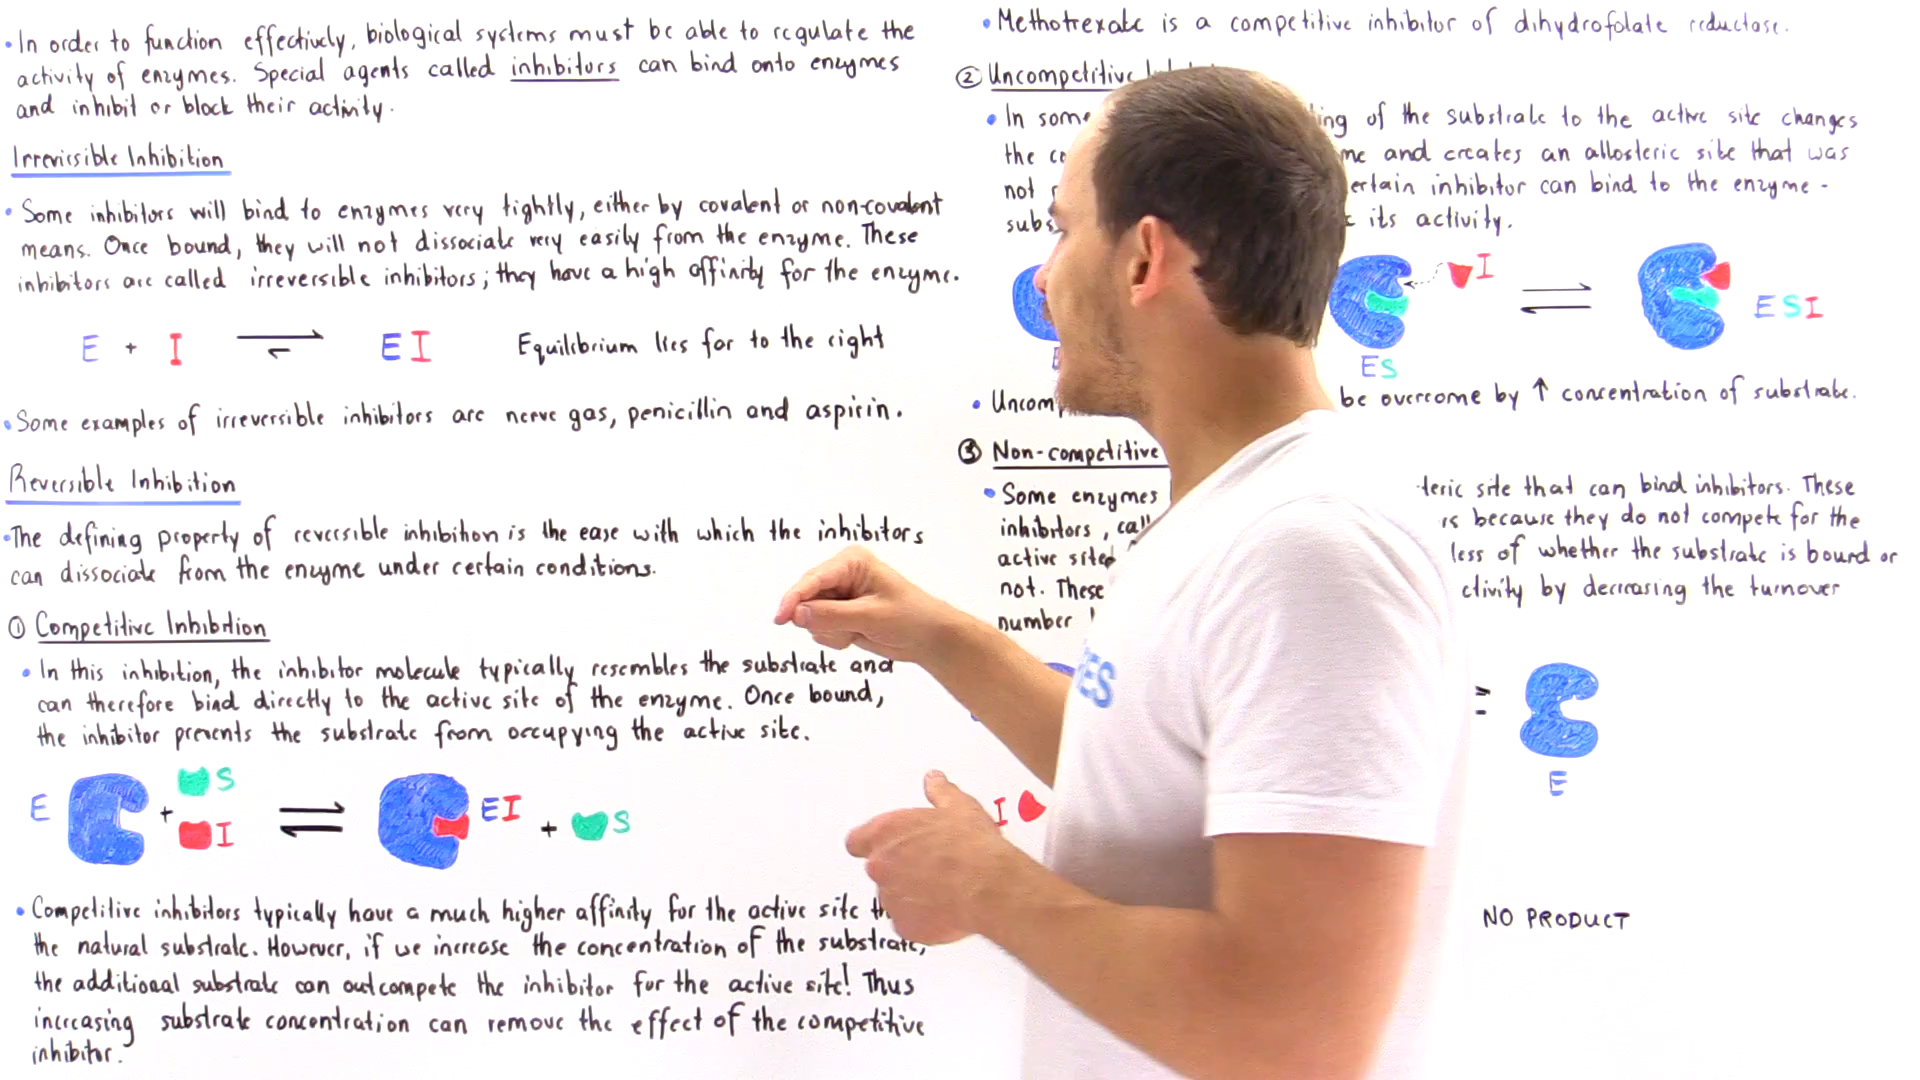 • In order to function effectively, biological systems must be able to regulate the
activity of enzymes. Special agents called inhibitors can bind onto enzymes
and inhibit or block their activity.
Irreversible Inhibition
• Some inhibitors will bind to enzymes very tightly, either by covalent or non-covalent
means. Once bound, they will not dissociate very easily from the enzyme. These
inhibitors are called irreversible inhibitors; they have a high affinity for the enzyme.
E + I ⇌ EI Equilibrium lies far to the right
• Some examples of irreversible inhibitors are nerve gas, penicillin and aspirin.
Reversible Inhibition
• The defining property of reversible inhibition is the ease with which the inhibitors
can dissociate from the enzyme under certain conditions.
① Competitive Inhibition
• In this inhibition, the inhibitor molecule typically resembles the substrate and
can therefore bind directly to the active site of the enzyme. Once bound,
the inhibitor prevents the substrate from occupying the active site.
E + S I ⇌ EI + S
• Competitive inhibitors typically have a much higher affinity for the active site
the natural substrate. However, if we increase the concentration of the substrate,
the additional substrate can outcompete the inhibitor for the active site! Thus
increasing substrate concentration can remove the effect of the competitive
inhibitor.
• Methotrexate is a competitive inhibitor of dihydrofolate reductase.
② Uncompetitive
• In some of the substrate to the active site changes
the and creates an allosteric site that was
not inhibitor can bind to the enzyme -
its activity.
I
ES ⇌ ESI
• be overcome by ↑ concentration of substrate.
③ Non-competitive
• Some enzymes site that can bind inhibitors. These
inhibitors, because they do not compete for the
active site of whether the substrate is bound or
not. These by decreasing the turnover
number
E
I
NO PRODUCT
ES